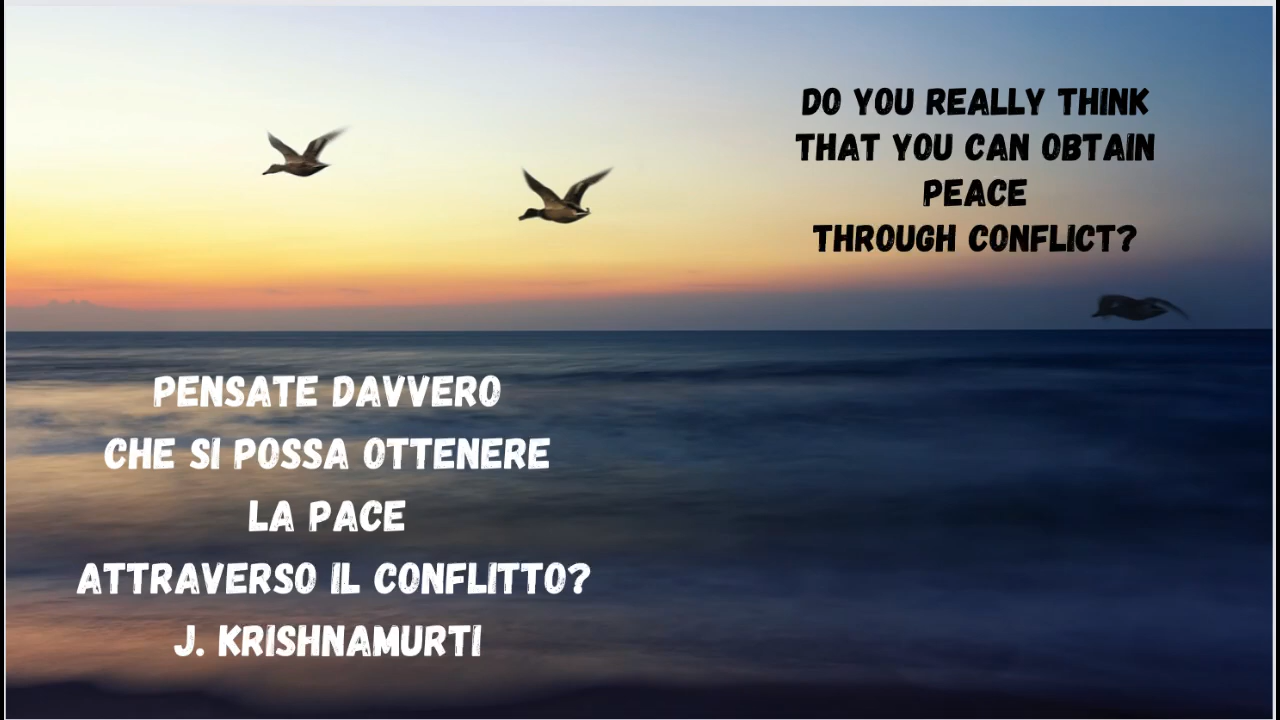 DO YOU REALLY THINK
THAT YOU CAN OBTAIN
PEACE
THROUGH CONFLICT?
PENSATE DAVVERO
CHE SI POSSA OTTENERE
LA PACE
ATTRAVERSO IL CONFLITTO?
J. KRISHNAMURTI